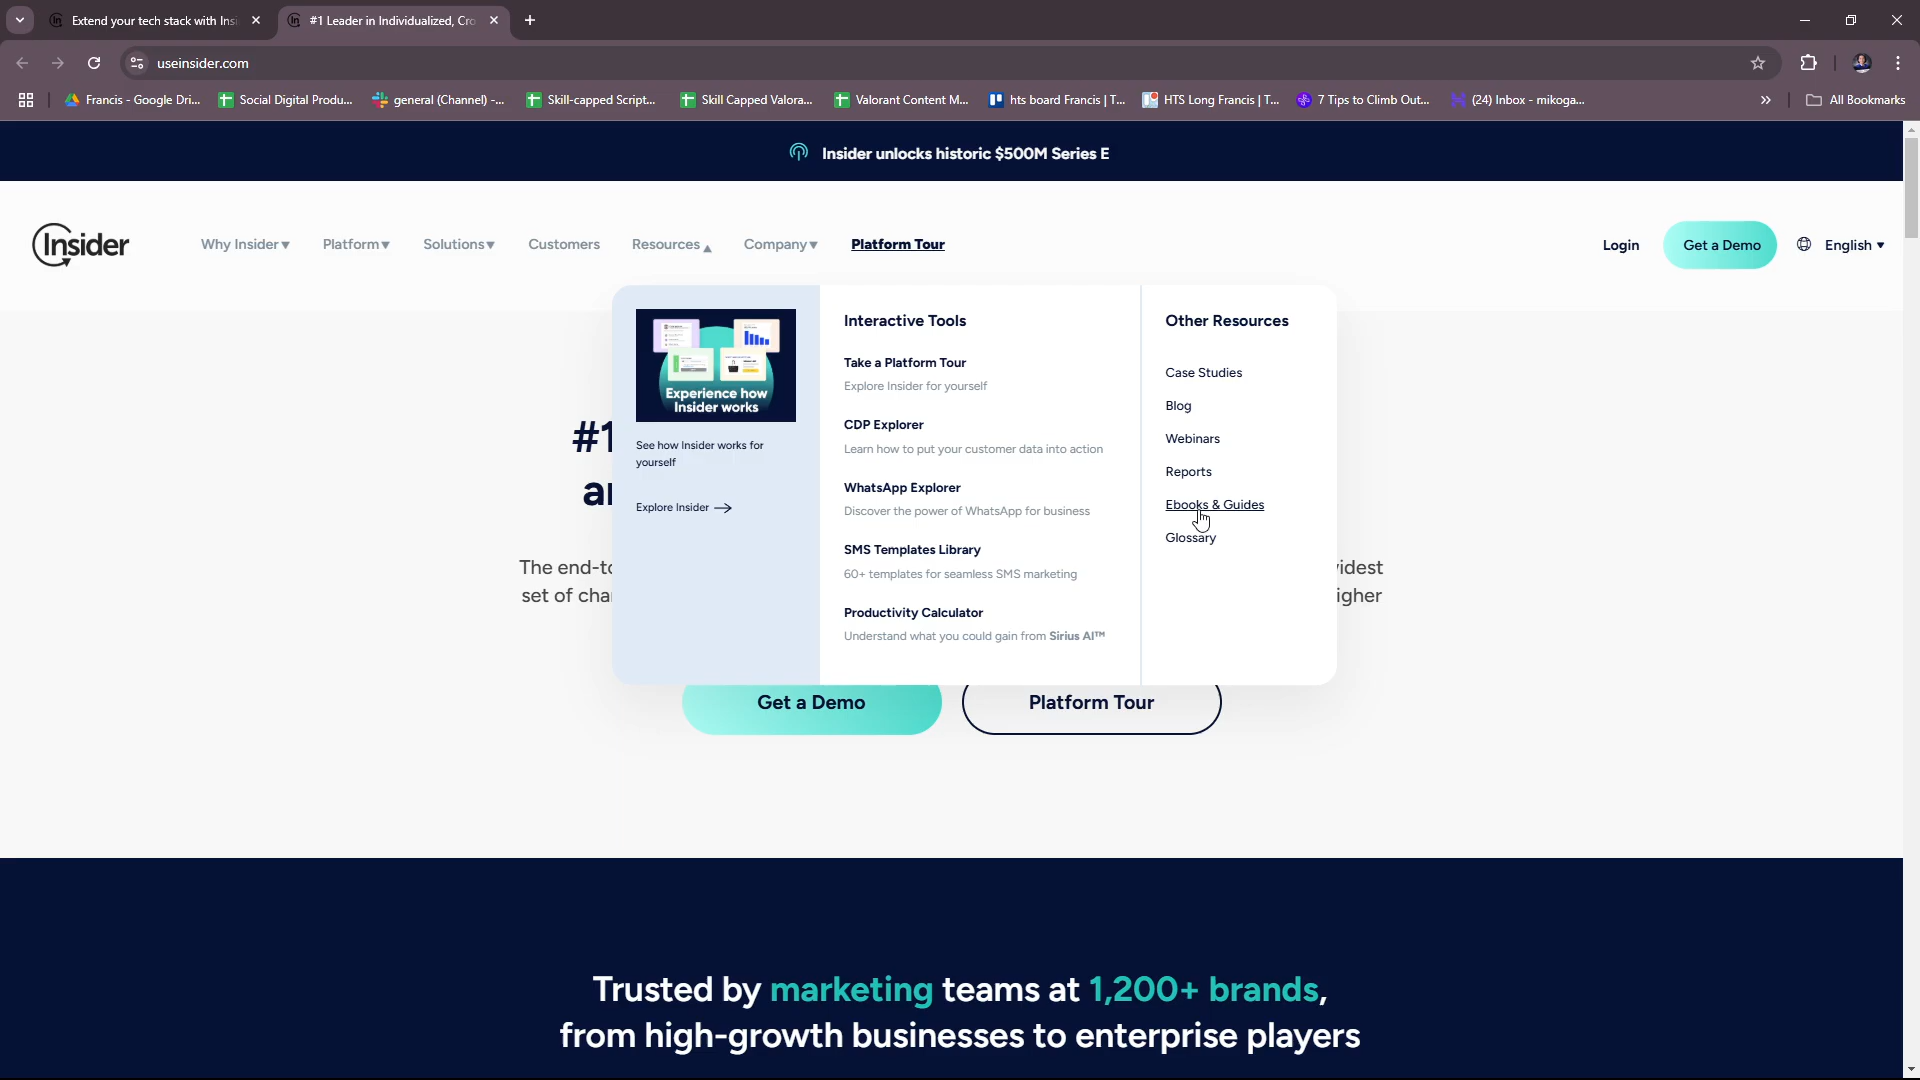 Extend your tech stack with Insi
#1 Leader in Individualized, Cro
useinsider.com
Francis - Google Dri...
Social Digital Produ...
general (Channel) -...
Skill-capped Script...
Skill Capped Valora...
Valorant Content M...
hts board Francis | T...
HTS Long Francis | T...
7 Tips to Climb Out...
(24) Inbox - mikoga...
All Bookmarks
Insider unlocks historic $500M Series E
Insider
Why Insider
Platform
Solutions
Customers
Resources
Company
Platform Tour
Login
Get a Demo
English
Experience how
Insider works
See how Insider works for
yourself
Explore Insider
Interactive Tools
Take a Platform Tour
Explore Insider for yourself
CDP Explorer
Learn how to put your customer data into action
WhatsApp Explorer
Discover the power of WhatsApp for business
SMS Templates Library
60+ templates for seamless SMS marketing
Productivity Calculator
Understand what you could gain from Sirius AI™
Other Resources
Case Studies
Blog
Webinars
Reports
Ebooks & Guides
Glossary
#1
The end-to
set of
Get a Demo
Platform Tour
Trusted by marketing teams at 1,200+ brands,
from high-growth businesses to enterprise players